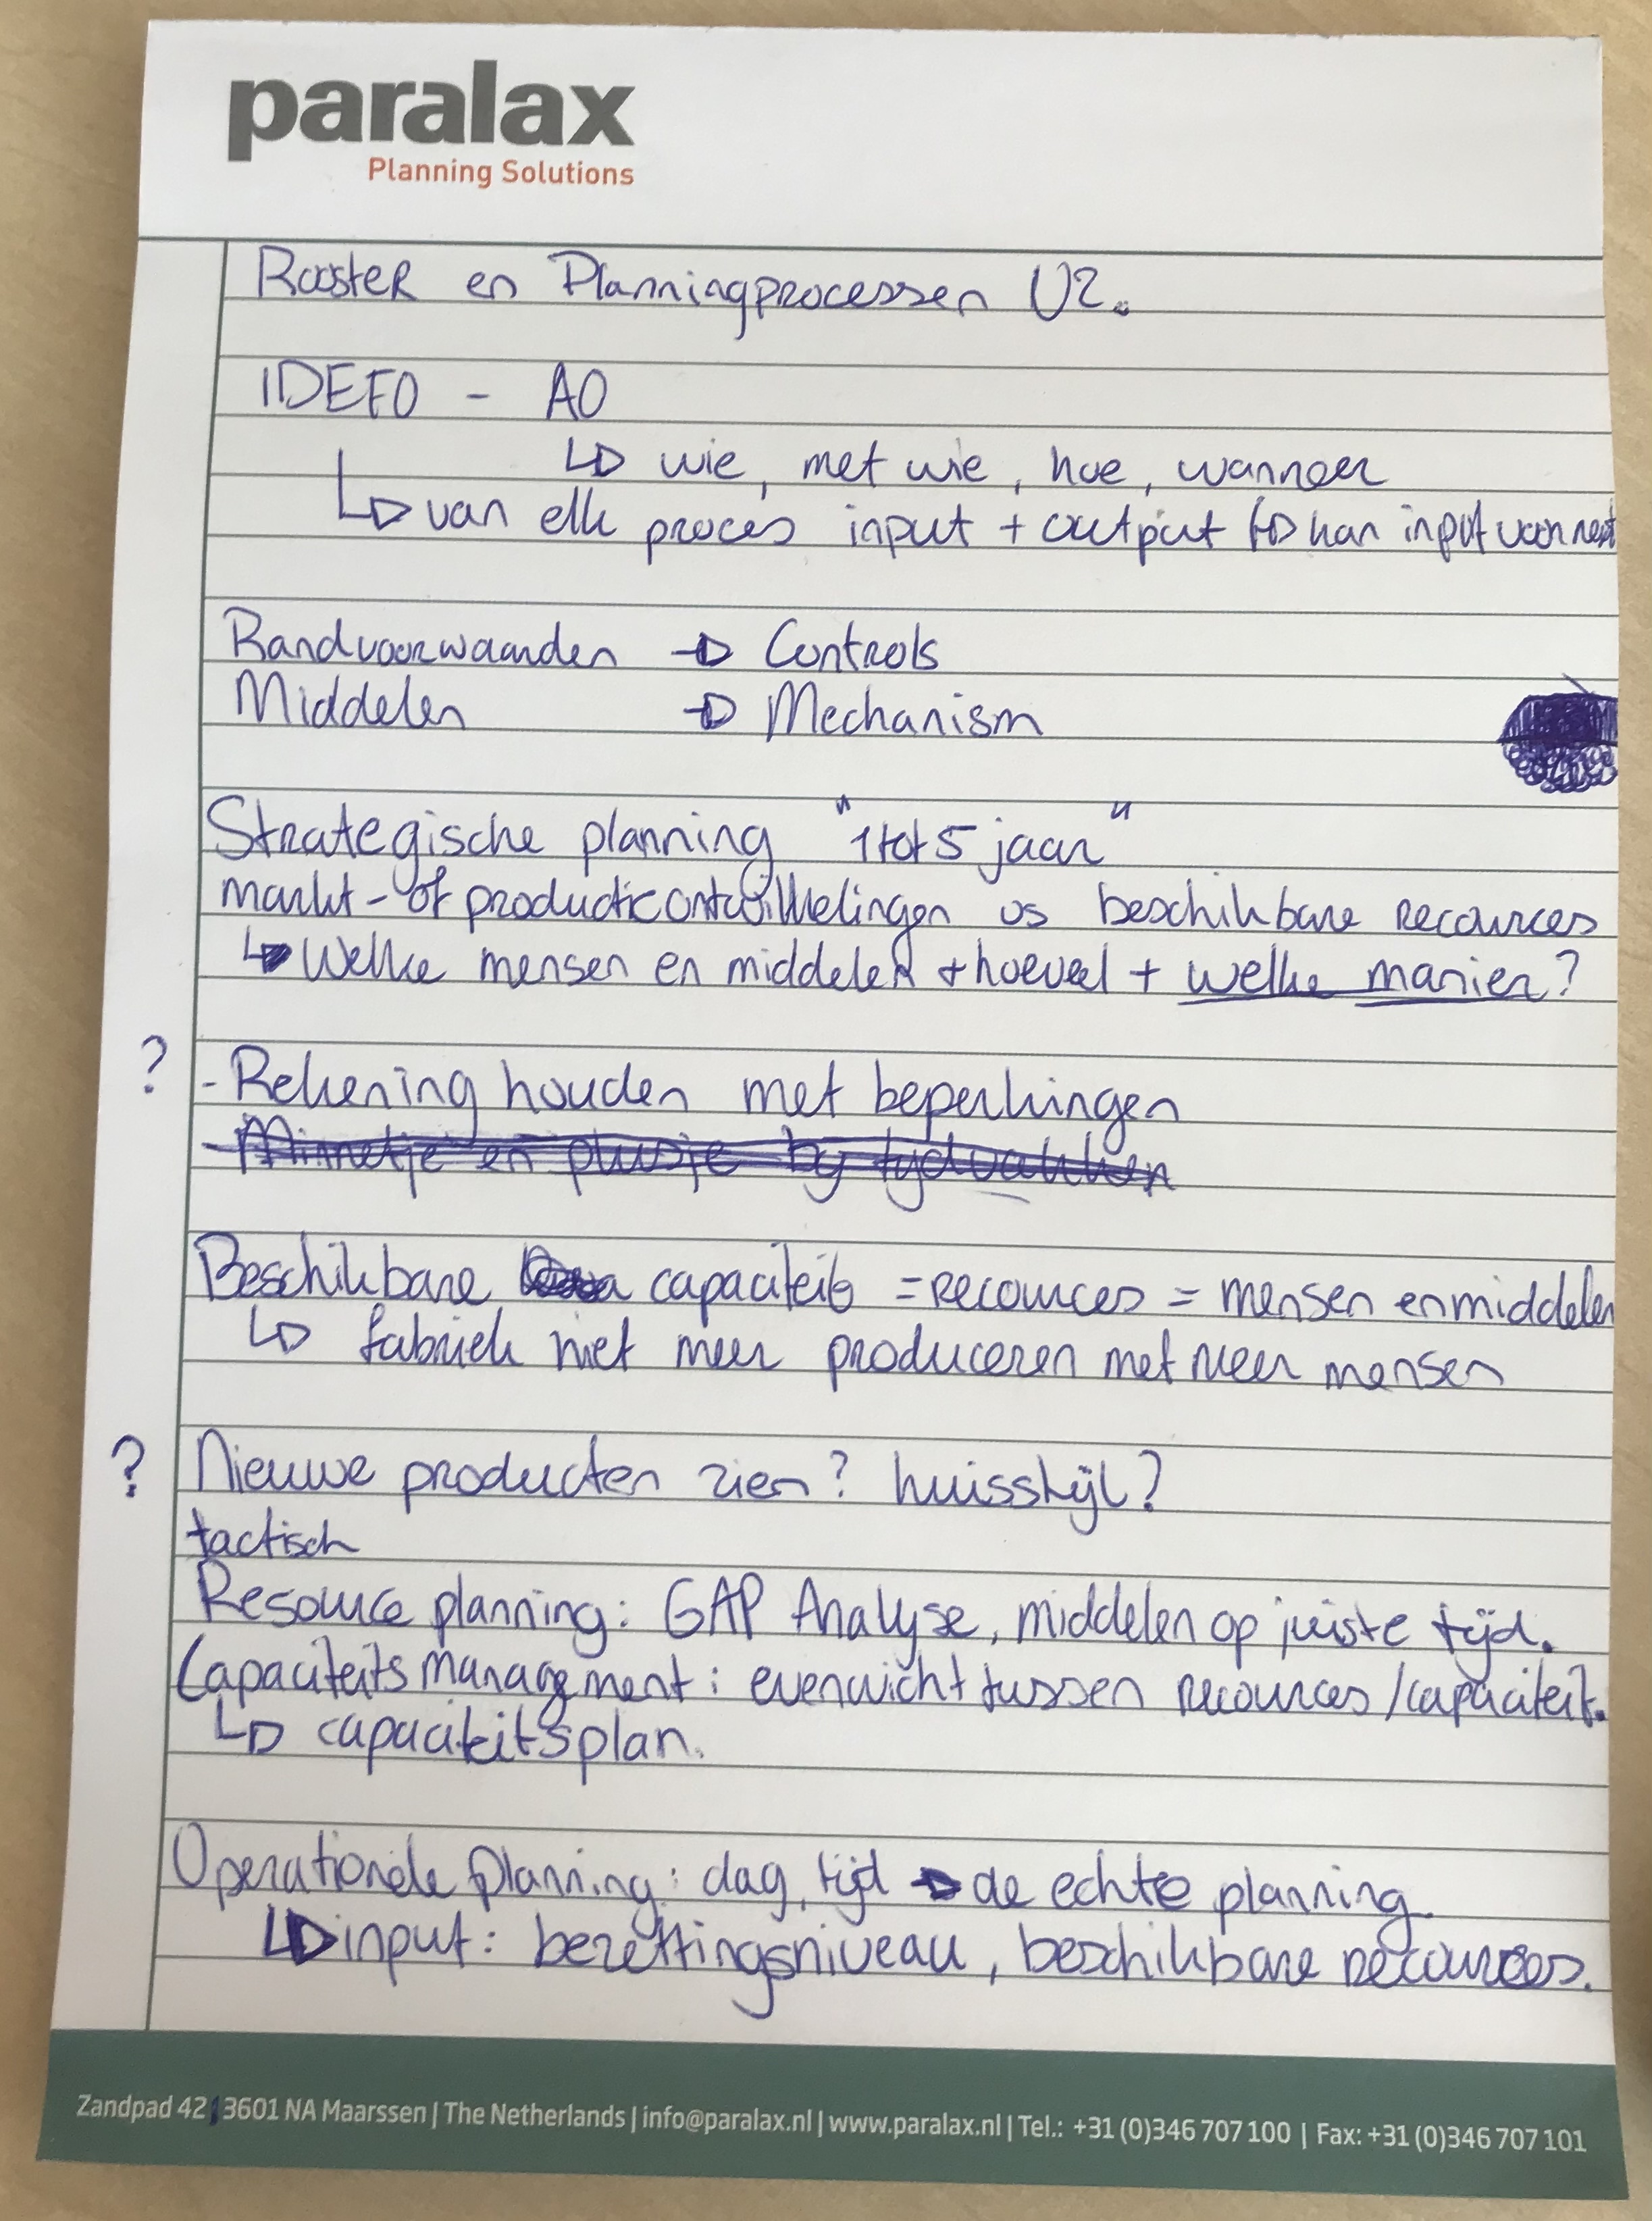 paralax
Planning Solutions
Rooster en Planningprocessen V2.
IDEF0 - A0
↳ wie, met wie, hoe, wanneer
↳ van elk proces input + output ↳ kan input voor next
Randvoorwaarden → Controls
Middelen → Mechanism
Strategische planning "1 tot 5 jaar"
markt- of productieontwikkelingen vs beschikbare recources
↳ Welke mensen en middelen + hoeveel + welke manier?
? - Rekening houden met beperkingen
- Minnetje en plusje by tydvakken
Beschikbare capaciteit = recources = mensen en middelen
↳ fabriek niet meer produceren met meer mensen
? Nieuwe producten zien? huisstijl?
tactisch
Resource planning: GAP Analyse, middelen op juiste tijd.
Capaciteitsmanagement: evenwicht tussen recources/capaciteit.
↳ capaciteitsplan.
Operationele planning: dag, tijd → de echte planning.
↳ input: bezettingsniveau, beschikbare recources.
Zandpad 42 | 3601 NA Maarssen | The Netherlands | info@paralax.nl | www.paralax.nl | Tel.: +31 (0)346 707 100 | Fax: +31 (0)346 707 101